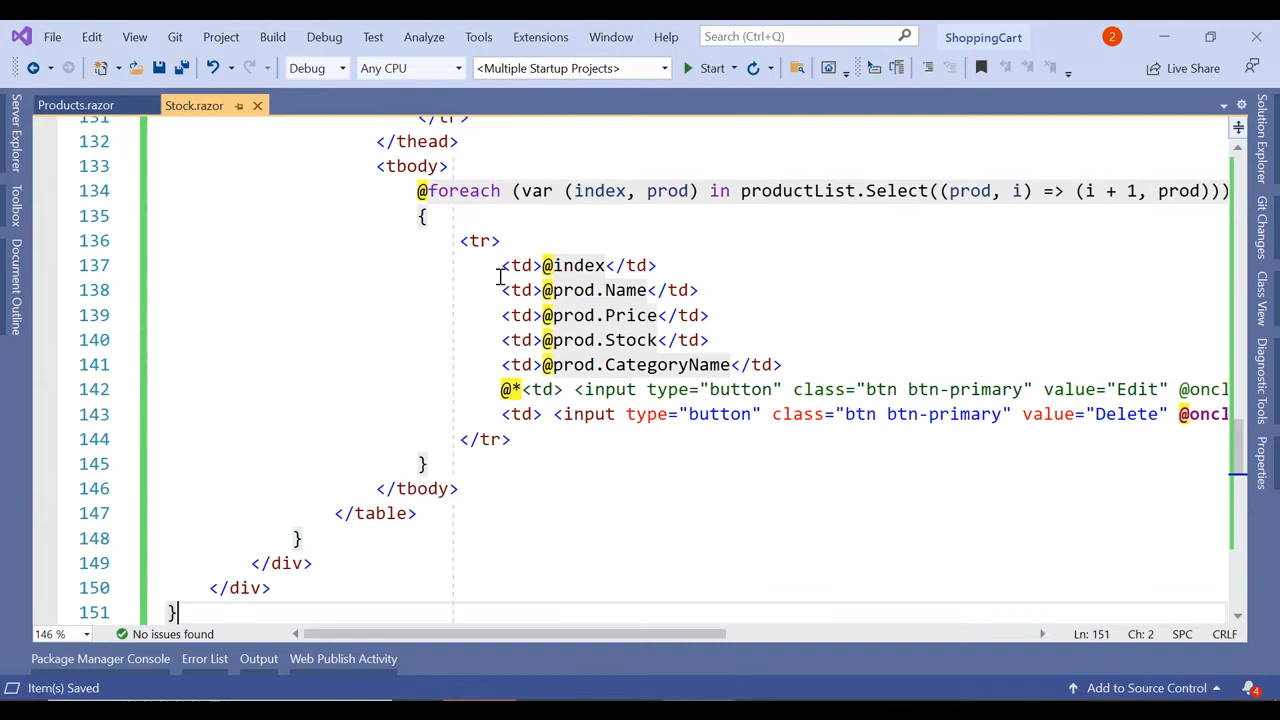 File Edit View Git Project Build Debug Test Analyze Tools Extensions Window Help Search (Ctrl+Q) ShoppingCart 2
Debug Any CPU <Multiple Startup Projects> Start Live Share
Products.razor Stock.razor
Server Explorer
Toolbox
Document Outline
131 </tr>
132 </thead>
133 <tbody>
134 @foreach (var (index, prod) in productList.Select((prod, i) => (i + 1, prod)))
135 {
136 <tr>
137 <td>@index</td>
138 <td>@prod.Name</td>
139 <td>@prod.Price</td>
140 <td>@prod.Stock</td>
141 <td>@prod.CategoryName</td>
142 @*<td> <input type="button" class="btn btn-primary" value="Edit" @oncl
143 <td> <input type="button" class="btn btn-primary" value="Delete" @oncl
144 </tr>
145 }
146 </tbody>
147 </table>
148 }
149 </div>
150 </div>
151 }
Solution Explorer
Git Changes
Class View
Diagnostic Tools
Properties
146 % No issues found Ln: 151 Ch: 2 SPC CRLF
Package Manager Console Error List Output Web Publish Activity
Item(s) Saved Add to Source Control 4